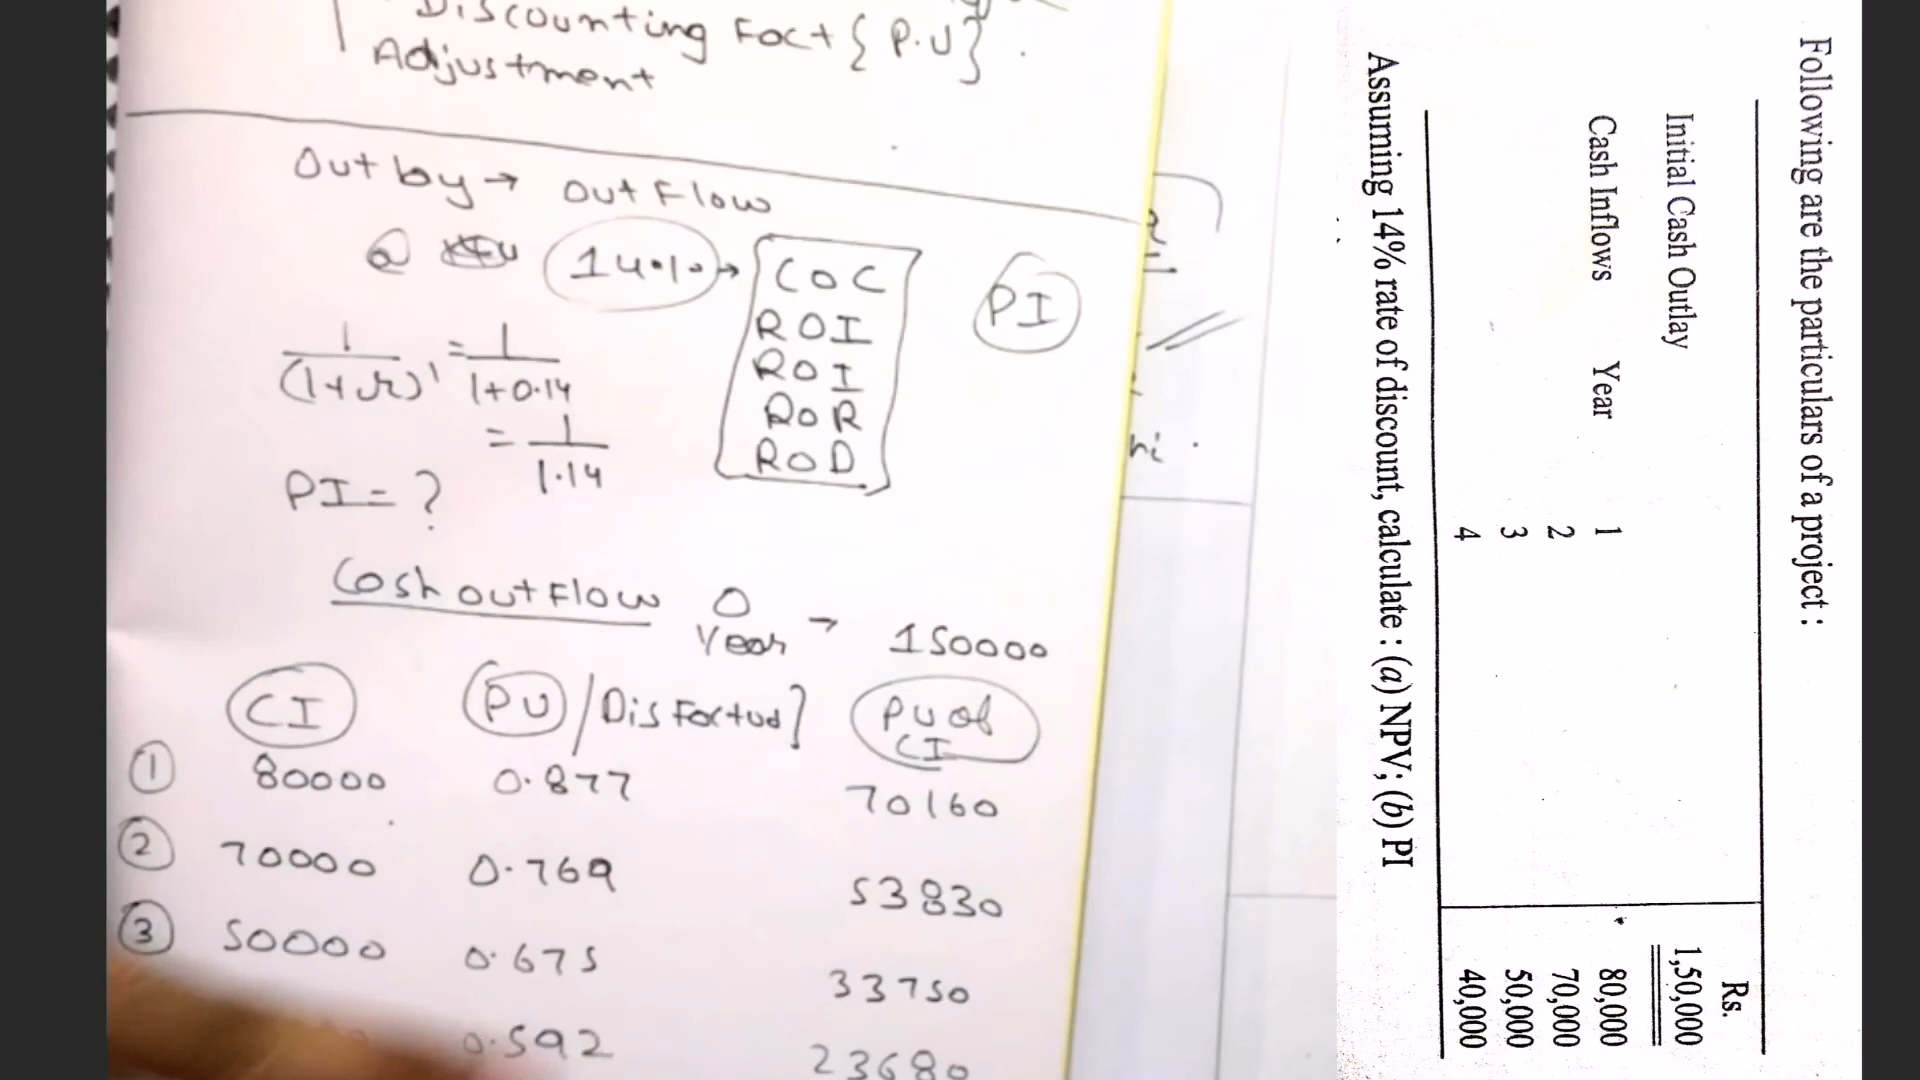 Discounting Fact { P.V }
Adjustment
Out by → Out Flow
@ 14% → COC
ROI
ROI
ROR
ROD
PI
1/(1+r)¹ = 1/1+0.14
= 1/1.14
PI = ?
Cash out Flow 0 Year → 150000
CI PV / Dis Factor] PV of CI
① 80000 0.877 70160
② 70000 0.769 53830
③ 50000 0.675 33750
0.592 23680
Following are the particulars of a project :
Rs.
Initial Cash Outlay 1,50,000
Cash Inflows Year 1 80,000
2 70,000
3 50,000
4 40,000
Assuming 14% rate of discount, calculate : (a) NPV; (b) PI